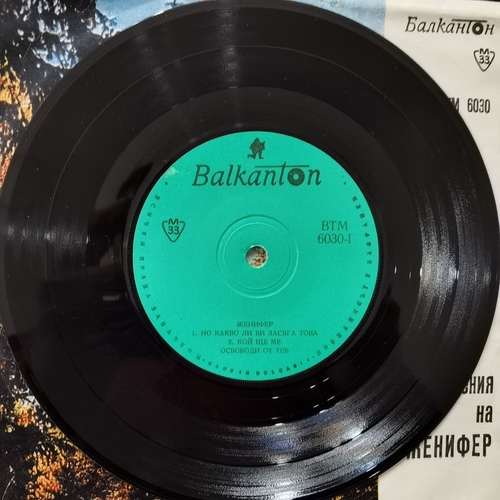 Балкантон
М
33
М 6030
Balkanton
М
33
ВТМ
6030-I
ЖЕНИФЕР
1. НО КАКВО ЛИ ВИ ЗАСЯГА ТОВА
2. КОЙ ЩЕ МЕ
ОСВОБОДИ ОТ ТЕБ
на
ЖЕНИФЕР